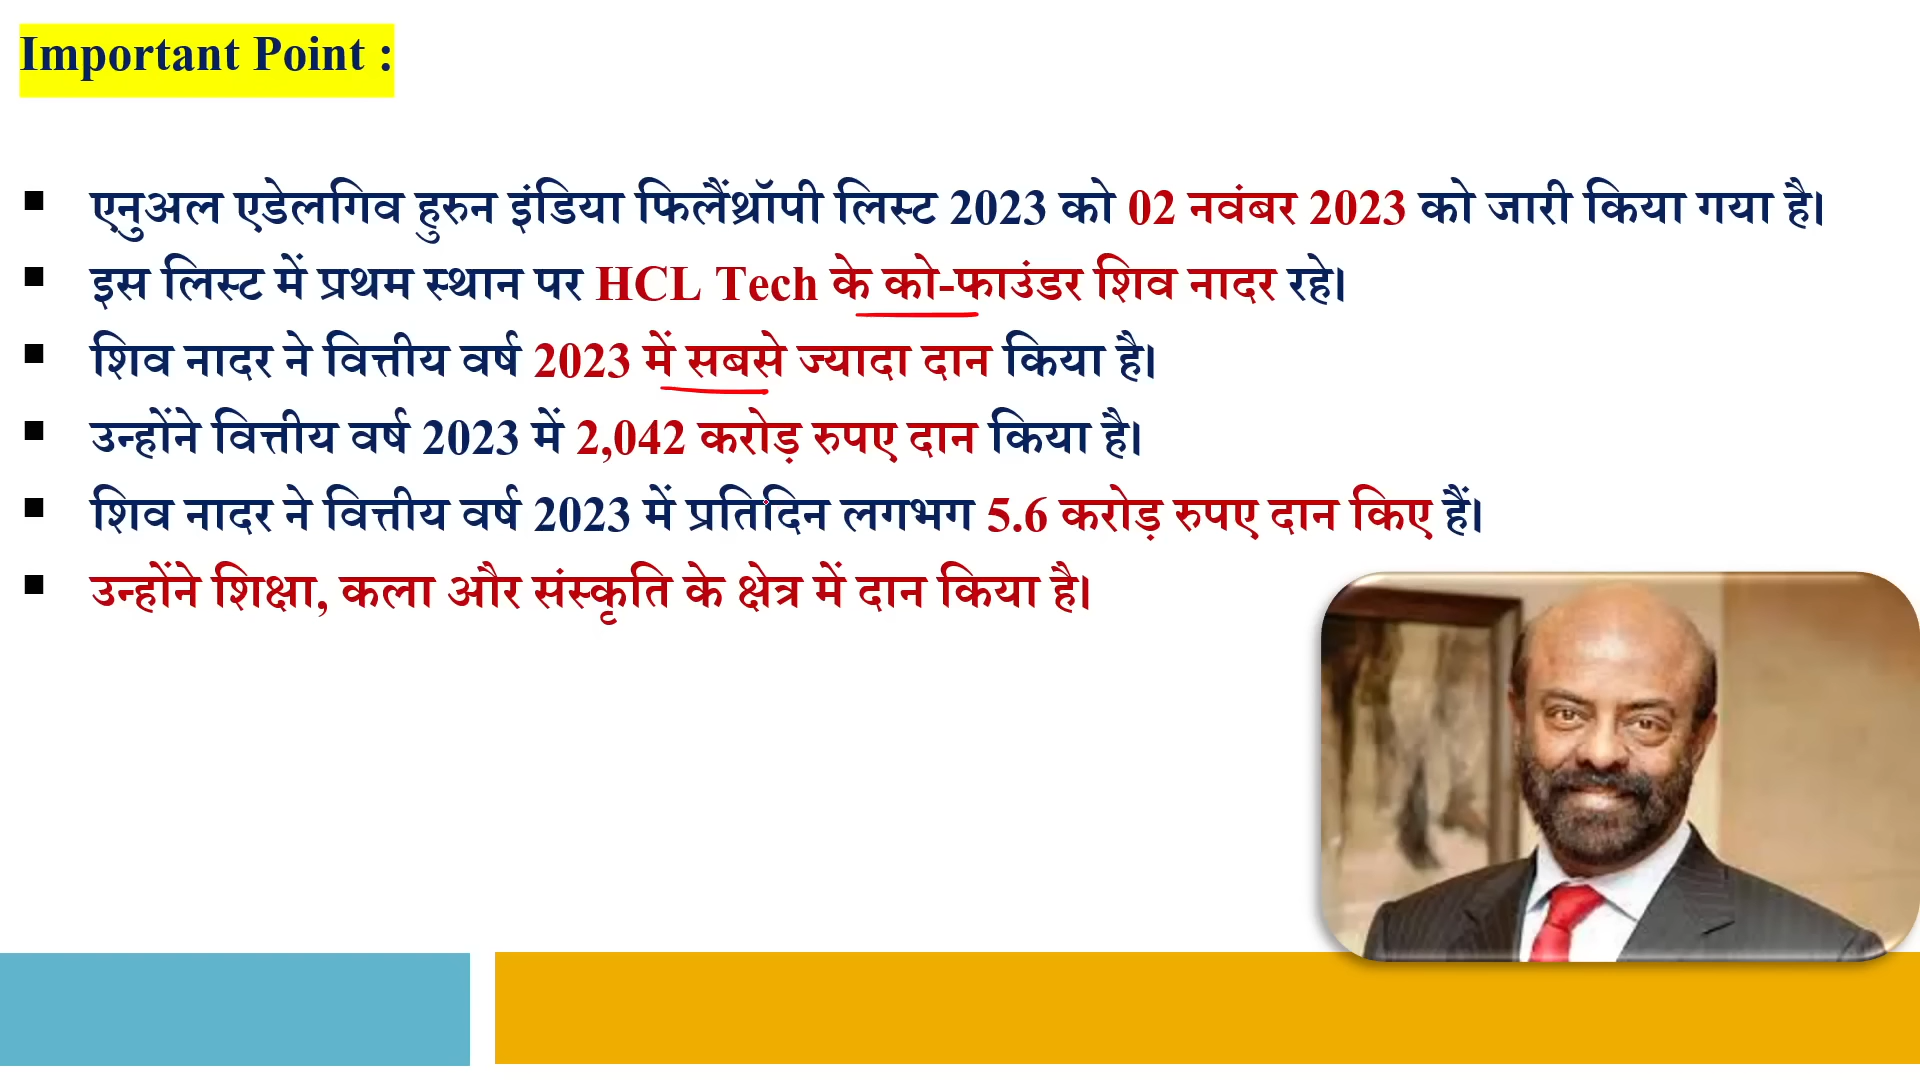 Important Point :
एनुअल एडेलगिव हुरुन इंडिया फिलैंथ्रॉपी लिस्ट 2023 को 02 नवंबर 2023 को जारी किया गया है।
इस लिस्ट में प्रथम स्थान पर HCL Tech के को-फाउंडर शिव नादर रहे।
शिव नादर ने वित्तीय वर्ष 2023 में सबसे ज्यादा दान किया है।
उन्होंने वित्तीय वर्ष 2023 में 2,042 करोड़ रुपए दान किया है।
शिव नादर ने वित्तीय वर्ष 2023 में प्रतिदिन लगभग 5.6 करोड़ रुपए दान किए हैं।
उन्होंने शिक्षा, कला और संस्कृति के क्षेत्र में दान किया है।